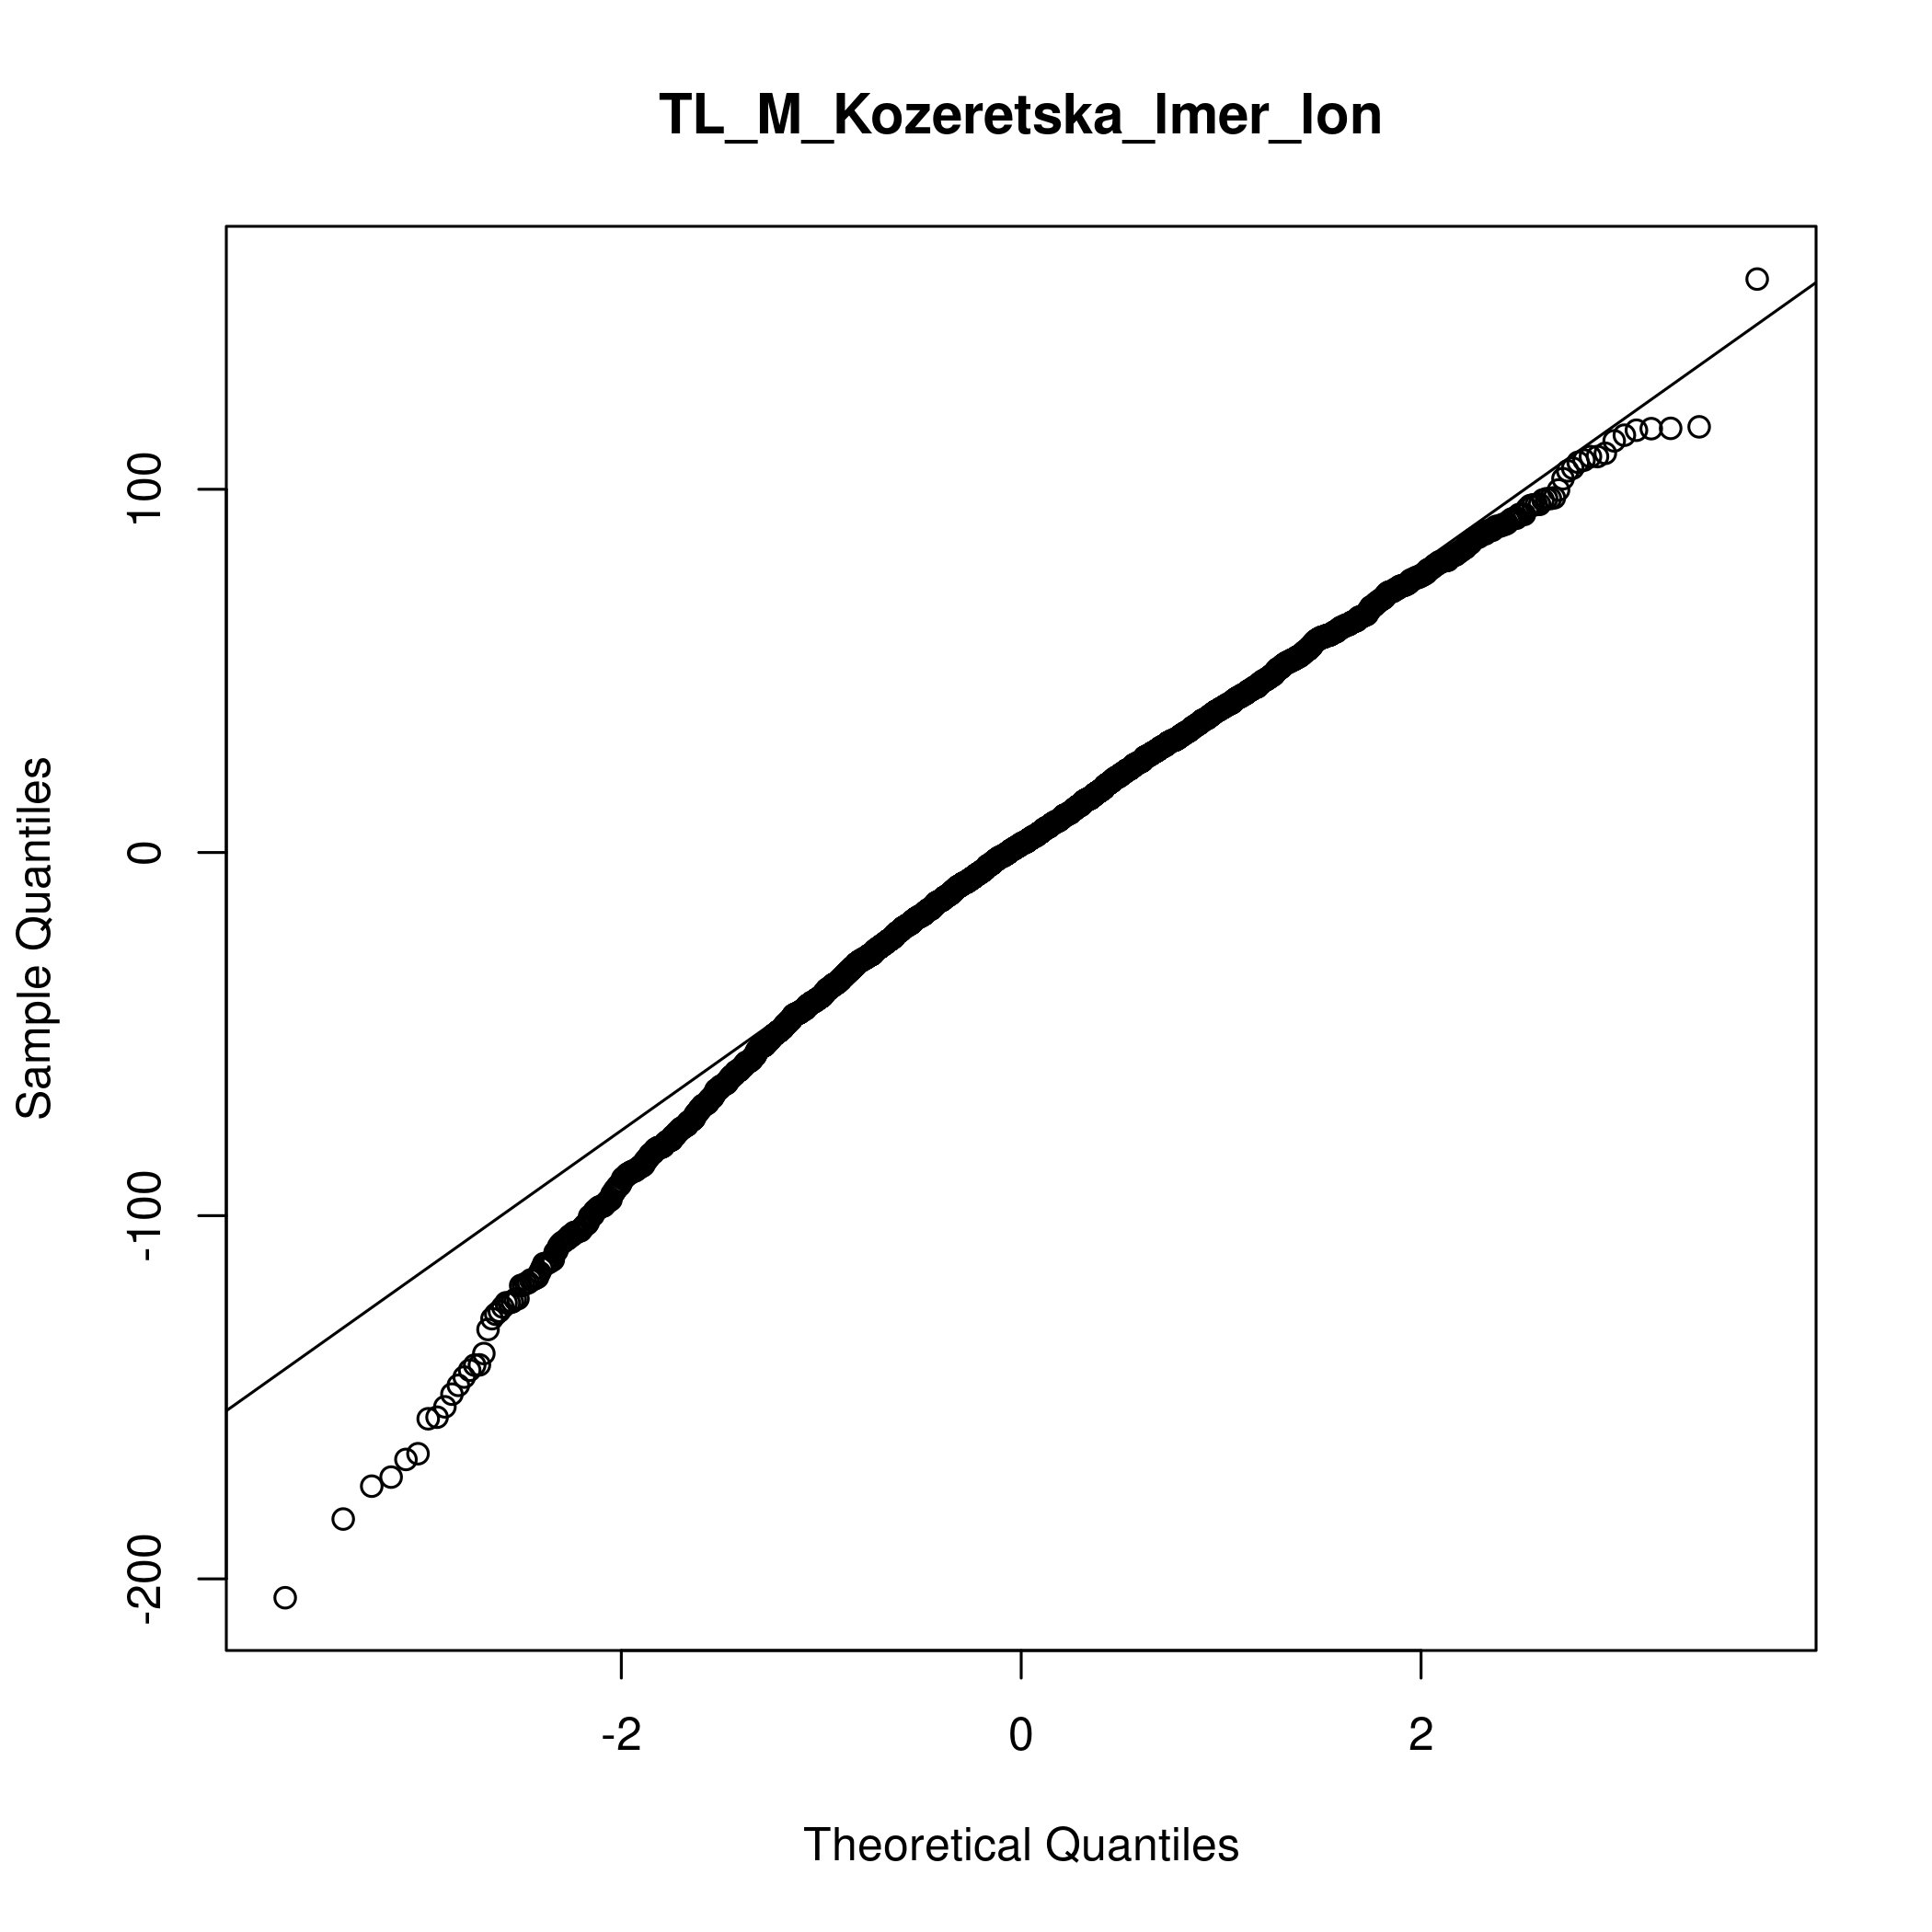 TL_M_Kozeretska_lmer_lon
Sample Quantiles
100
0
-100
-200
-2
0
2
Theoretical Quantiles